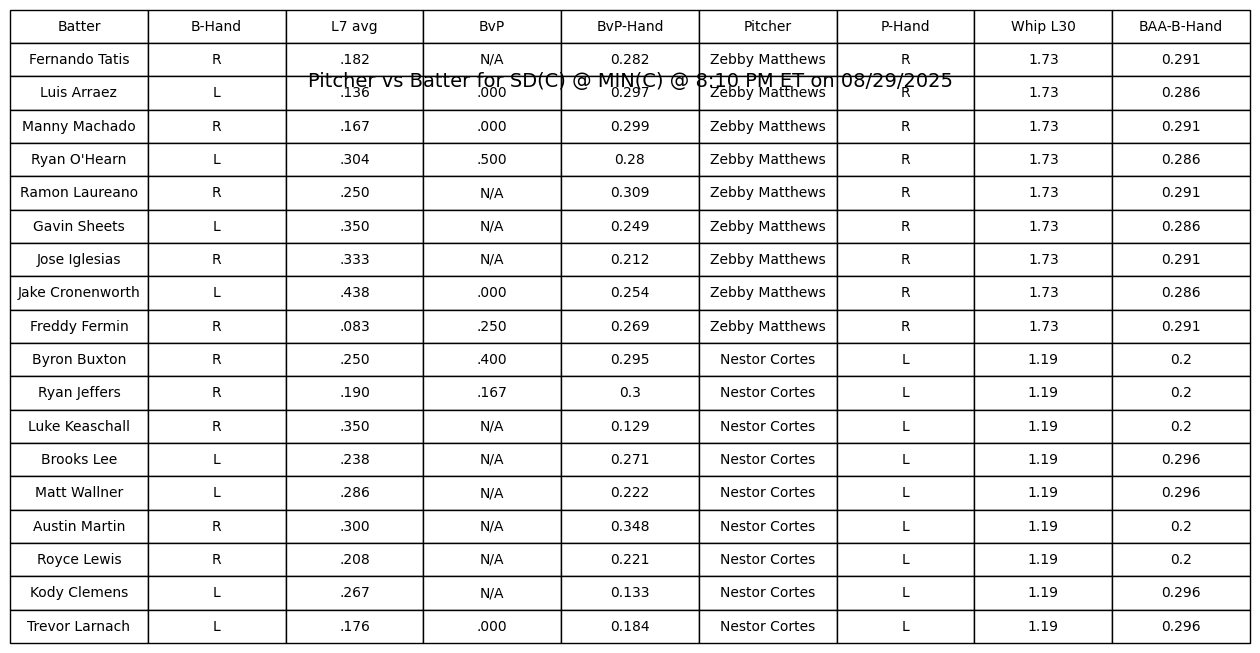 Batter B-Hand L7 avg BvP BvP-Hand Pitcher P-Hand Whip L30 BAA-B-Hand
Fernando Tatis R .182 N/A 0.282 Zebby Matthews R 1.73 0.291
Pitcher vs Batter for SD(C) @ MIN(C) @ 8:10 PM ET on 08/29/2025
Luis Arraez L .136 .000 0.297 Zebby Matthews R 1.73 0.286
Manny Machado R .167 .000 0.299 Zebby Matthews R 1.73 0.291
Ryan O'Hearn L .304 .500 0.28 Zebby Matthews R 1.73 0.286
Ramon Laureano R .250 N/A 0.309 Zebby Matthews R 1.73 0.291
Gavin Sheets L .350 N/A 0.249 Zebby Matthews R 1.73 0.286
Jose Iglesias R .333 N/A 0.212 Zebby Matthews R 1.73 0.291
Jake Cronenworth L .438 .000 0.254 Zebby Matthews R 1.73 0.286
Freddy Fermin R .083 .250 0.269 Zebby Matthews R 1.73 0.291
Byron Buxton R .250 .400 0.295 Nestor Cortes L 1.19 0.2
Ryan Jeffers R .190 .167 0.3 Nestor Cortes L 1.19 0.2
Luke Keaschall R .350 N/A 0.129 Nestor Cortes L 1.19 0.2
Brooks Lee L .238 N/A 0.271 Nestor Cortes L 1.19 0.296
Matt Wallner L .286 N/A 0.222 Nestor Cortes L 1.19 0.296
Austin Martin R .300 N/A 0.348 Nestor Cortes L 1.19 0.2
Royce Lewis R .208 N/A 0.221 Nestor Cortes L 1.19 0.2
Kody Clemens L .267 N/A 0.133 Nestor Cortes L 1.19 0.296
Trevor Larnach L .176 .000 0.184 Nestor Cortes L 1.19 0.296